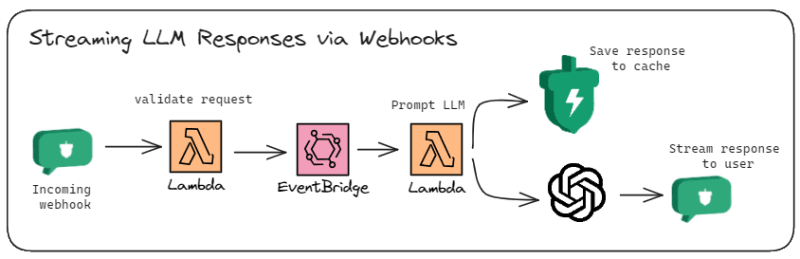 Streaming LLM Responses via Webhooks
Save response
to cache
validate request
Prompt LLM
Stream response
to user
Incoming
webhook
Lambda
EventBridge
Lambda